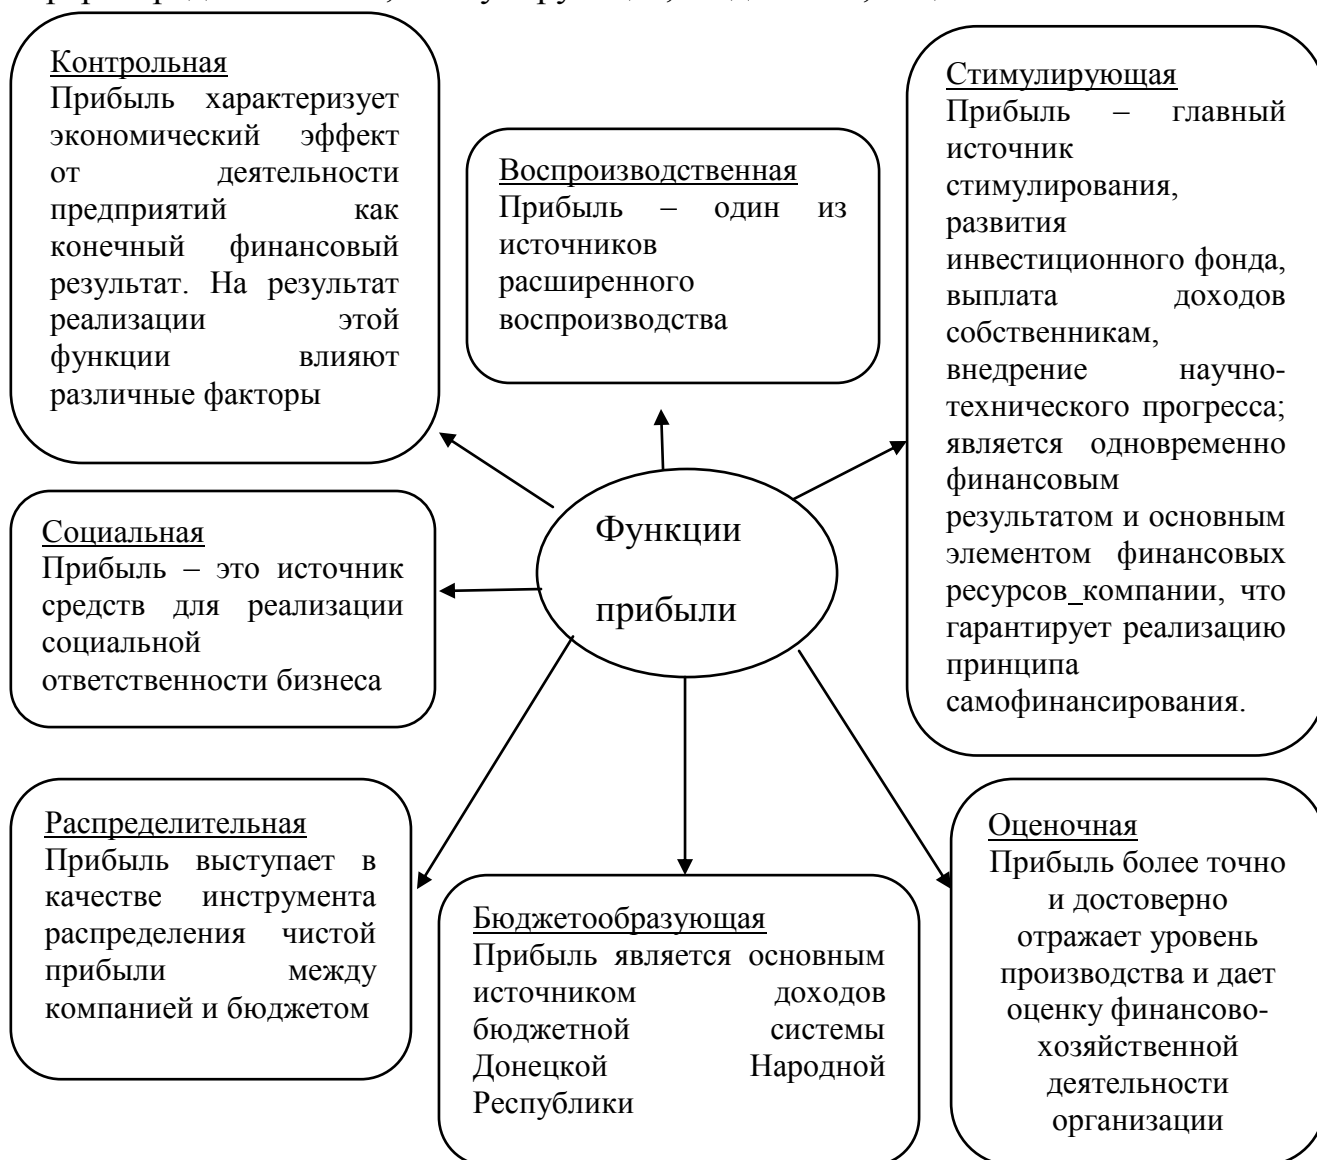 Контрольная
Прибыль характеризует
экономический эффект
от деятельности
предприятий как
конечный финансовый
результат. На результат
реализации этой
функции влияют
различные факторы
Воспроизводственная
Прибыль – один из
источников
расширенного
воспроизводства
Стимулирующая
Прибыль – главный
источник
стимулирования,
развития
инвестиционного фонда,
выплата доходов
собственникам,
внедрение научно-
технического прогресса;
является одновременно
финансовым
результатом и основным
элементом финансовых
ресурсов_компании, что
гарантирует реализацию
принципа
самофинансирования.
Функции
прибыли
Социальная
Прибыль – это источник
средств для реализации
социальной
ответственности бизнеса
Распределительная
Прибыль выступает в
качестве инструмента
распределения чистой
прибыли между
компанией и бюджетом
Бюджетообразующая
Прибыль является основным
источником доходов
бюджетной системы
Донецкой Народной
Республики
Оценочная
Прибыль более точно
и достоверно
отражает уровень
производства и дает
оценку финансово-
хозяйственной
деятельности
организации